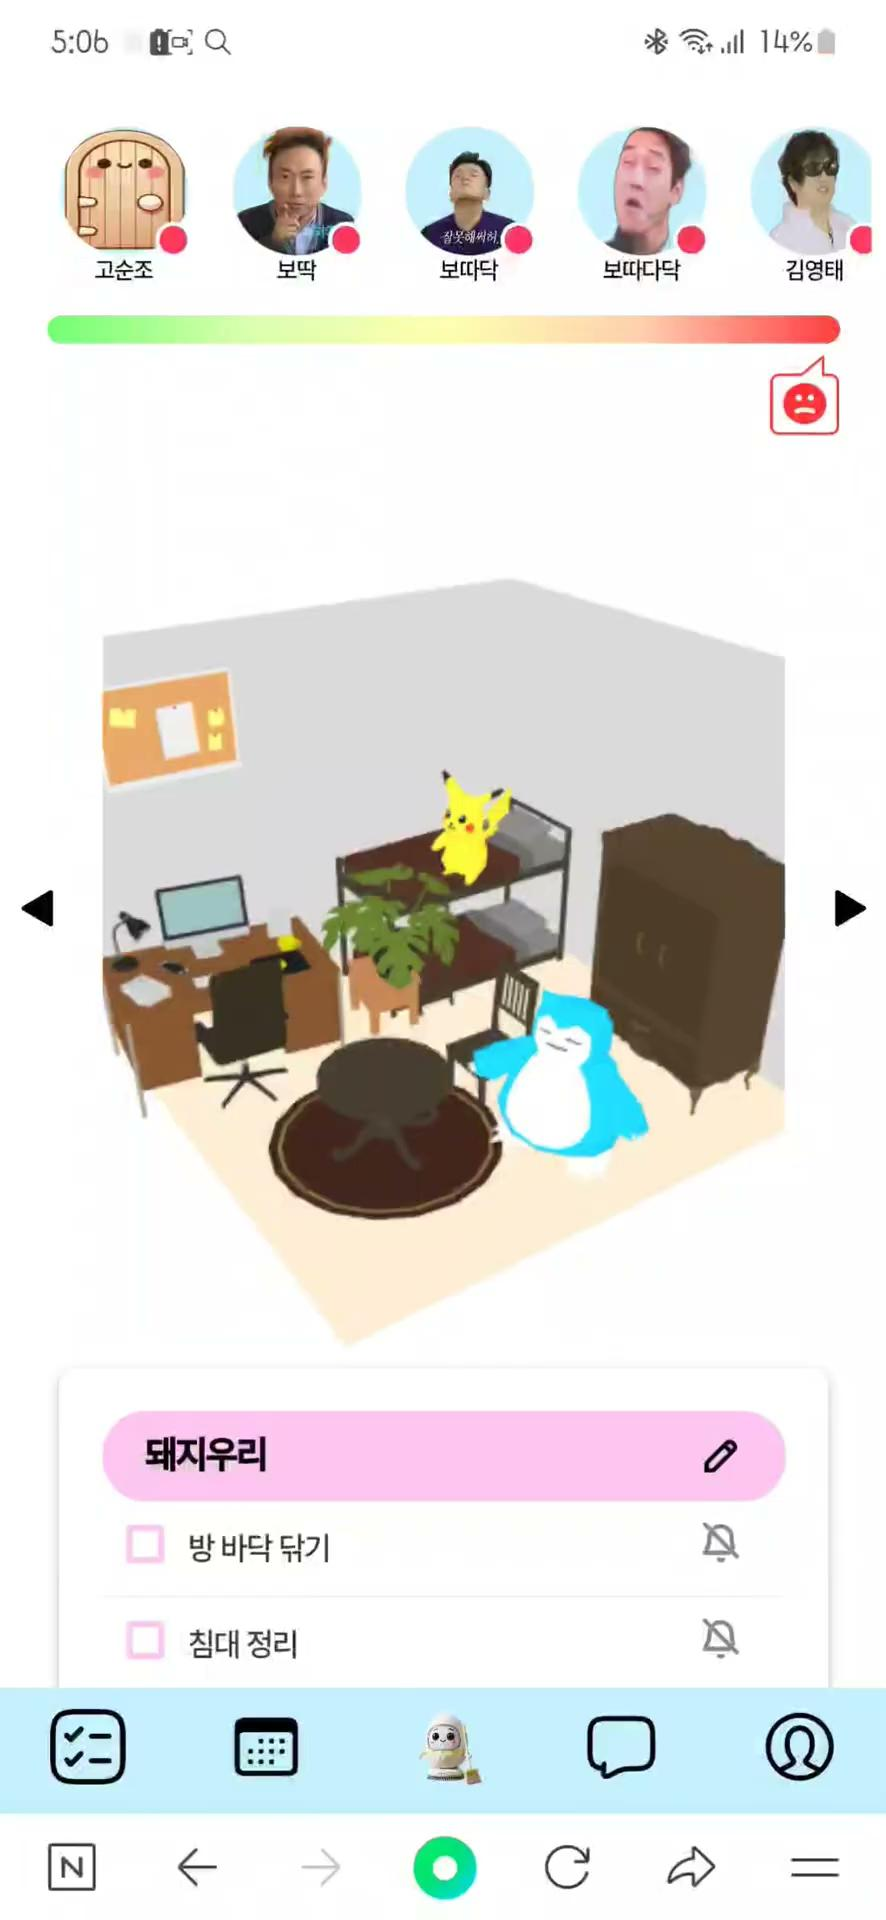 5:06
14%
잘못해써허.
고순조
보딱
보따닥
보따다닥
김영태
돼지우리
방 바닥 닦기
침대 정리
N